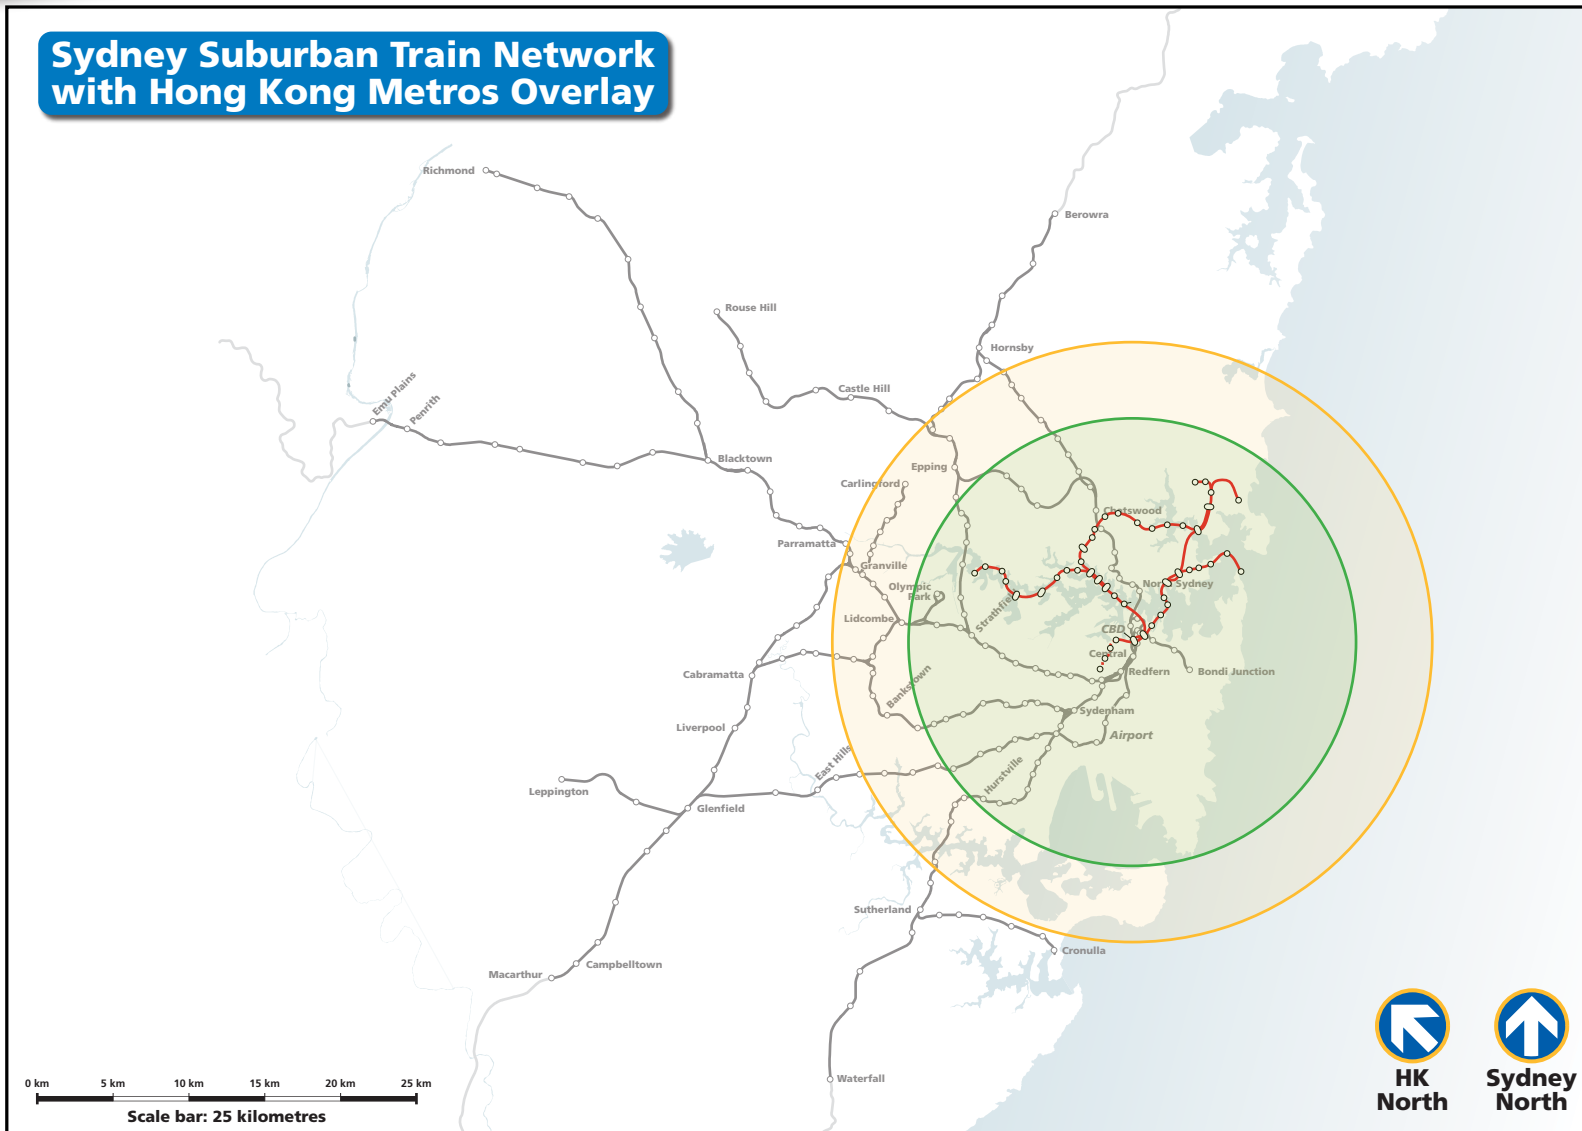 Sydney Suburban Train Network
with Hong Kong Metros Overlay
Richmond
Berowra
Rouse Hill
Hornsby
Castle Hill
Emu Plains
Penrith
Blacktown
Epping
Carlingford
Chatswood
Parramatta
Granville
Olympic
Park
North Sydney
Lidcombe
Strathfield
CBD
Central
Redfern
Bondi Junction
Cabramatta
Bankstown
Sydenham
Liverpool
Airport
East Hills
Hurstville
Leppington
Glenfield
Sutherland
Cronulla
Macarthur
Campbelltown
Waterfall
HK
North
Sydney
North
0 km
5 km
10 km
15 km
20 km
25 km
Scale bar: 25 kilometres